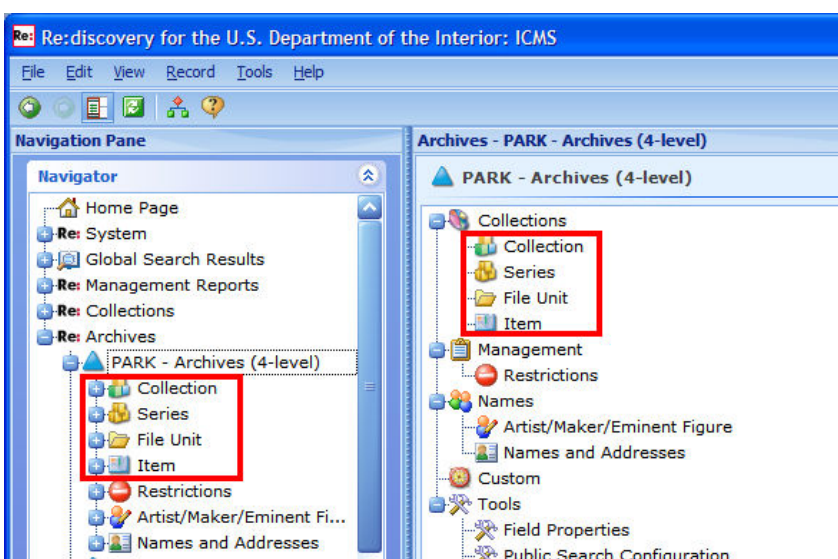 Re: Re:discovery for the U.S. Department of the Interior: ICMS
File Edit View Record Tools Help
Navigation Pane
Navigator
Home Page
Re: System
Global Search Results
Re: Management Reports
Re: Collections
Re: Archives
PARK - Archives (4-level)
Collection
Series
File Unit
Item
Restrictions
Artist/Maker/Eminent Fi...
Names and Addresses
Archives - PARK - Archives (4-level)
PARK - Archives (4-level)
Collections
Collection
Series
File Unit
Item
Management
Restrictions
Names
Artist/Maker/Eminent Figure
Names and Addresses
Custom
Tools
Field Properties
Public Search Configuration